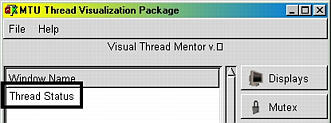 MTU Thread Visualization Package
File Help
Visual Thread Mentor v.
Window Name
Displays
Thread Status
Mutex